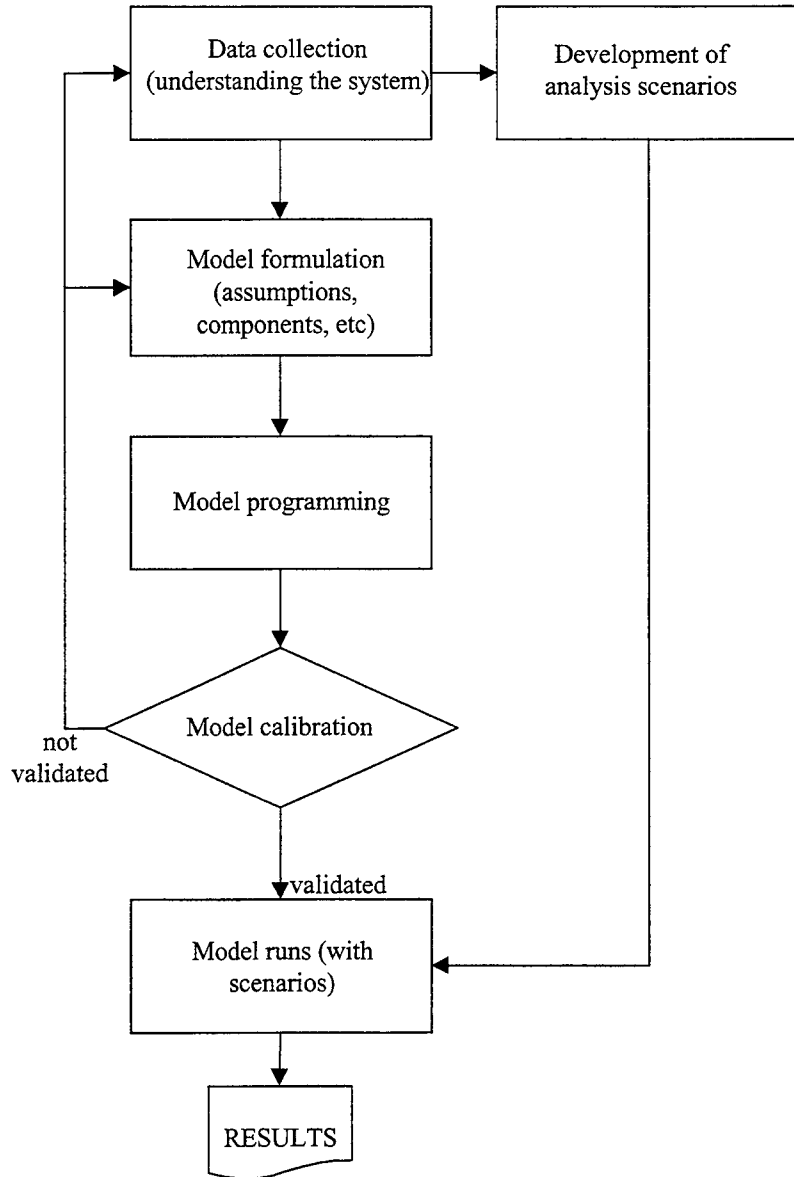 Data collection
(understanding the system)
Development of
analysis scenarios
Model formulation
(assumptions,
components, etc)
Model programming
Model calibration
not
validated
validated
Model runs (with
scenarios)
RESULTS